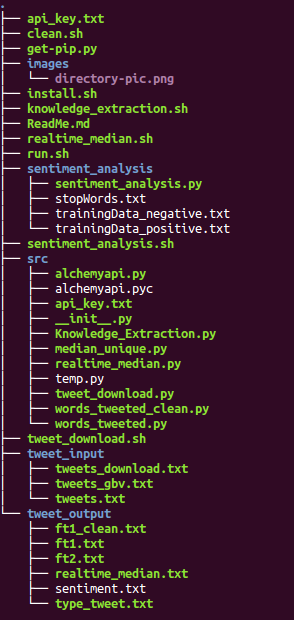 .
├── api_key.txt
├── clean.sh
├── get-pip.py
├── images
│   └── directory-pic.png
├── install.sh
├── knowledge_extraction.sh
├── ReadMe.md
├── realtime_median.sh
├── run.sh
├── sentiment_analysis
│   ├── sentiment_analysis.py
│   ├── stopWords.txt
│   ├── trainingData_negative.txt
│   └── trainingData_positive.txt
├── sentiment_analysis.sh
├── src
│   ├── alchemyapi.py
│   ├── alchemyapi.pyc
│   ├── api_key.txt
│   ├── __init__.py
│   ├── Knowledge_Extraction.py
│   ├── median_unique.py
│   ├── realtime_median.py
│   ├── temp.py
│   ├── tweet_download.py
│   ├── words_tweeted_clean.py
│   └── words_tweeted.py
├── tweet_download.sh
├── tweet_input
│   ├── tweets_download.txt
│   ├── tweets_gbv.txt
│   └── tweets.txt
└── tweet_output
    ├── ft1_clean.txt
    ├── ft1.txt
    ├── ft2.txt
    ├── realtime_median.txt
    ├── sentiment.txt
    └── type_tweet.txt